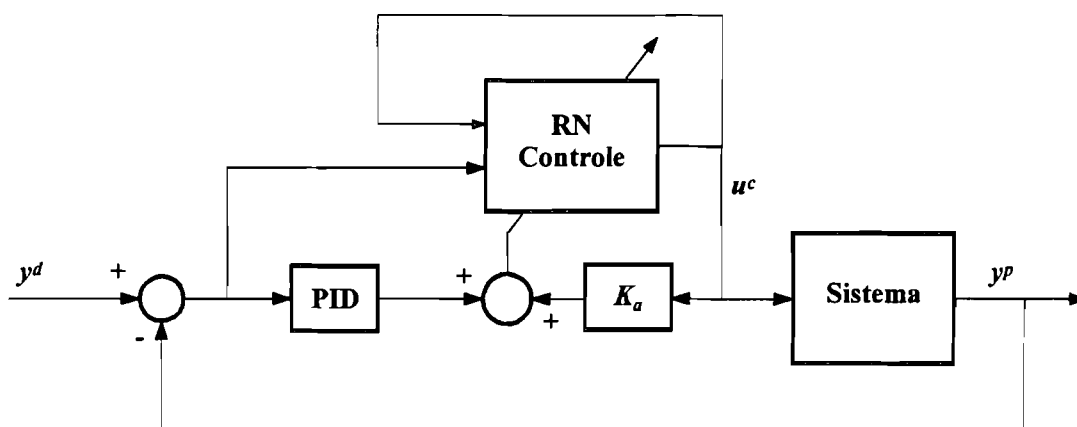 RN
Controle
u^c
y^d
+
-
PID
+
+
K_a
Sistema
y^p